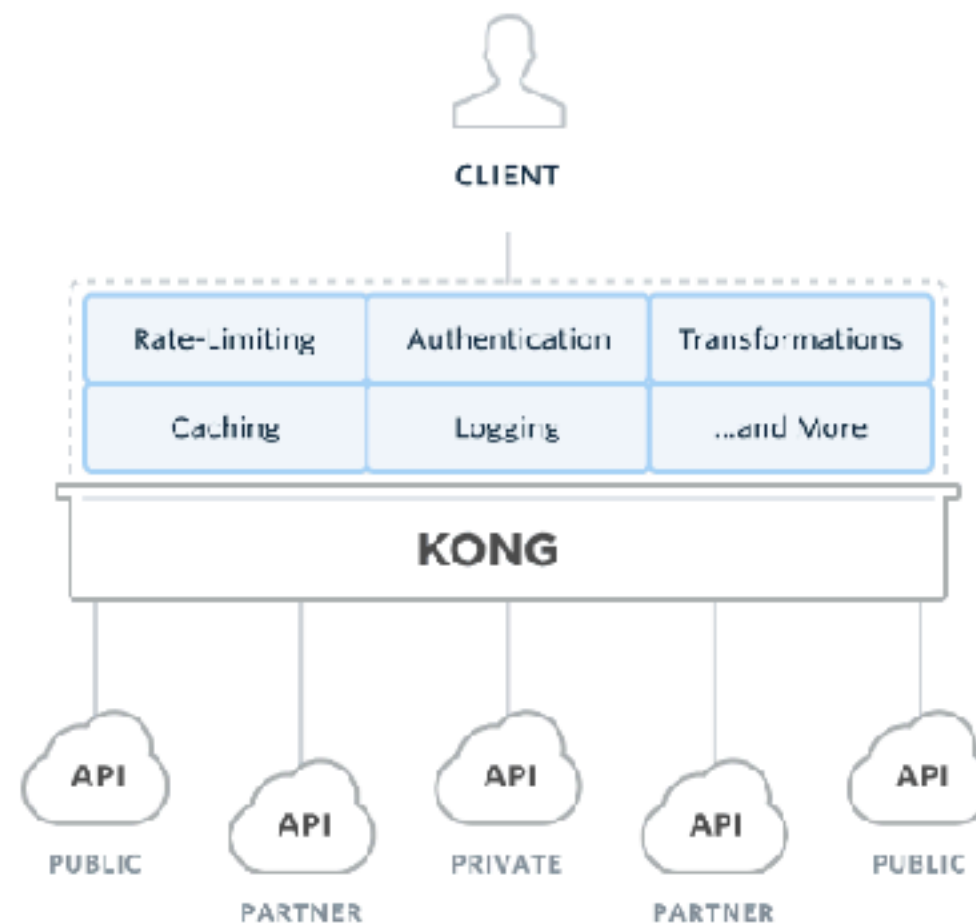 CLIENT
Rate-Limiting Authentication Transformations
Caching Logging ...and More
KONG
API API API
API API
PUBLIC PRIVATE PUBLIC
PARTNER PARTNER